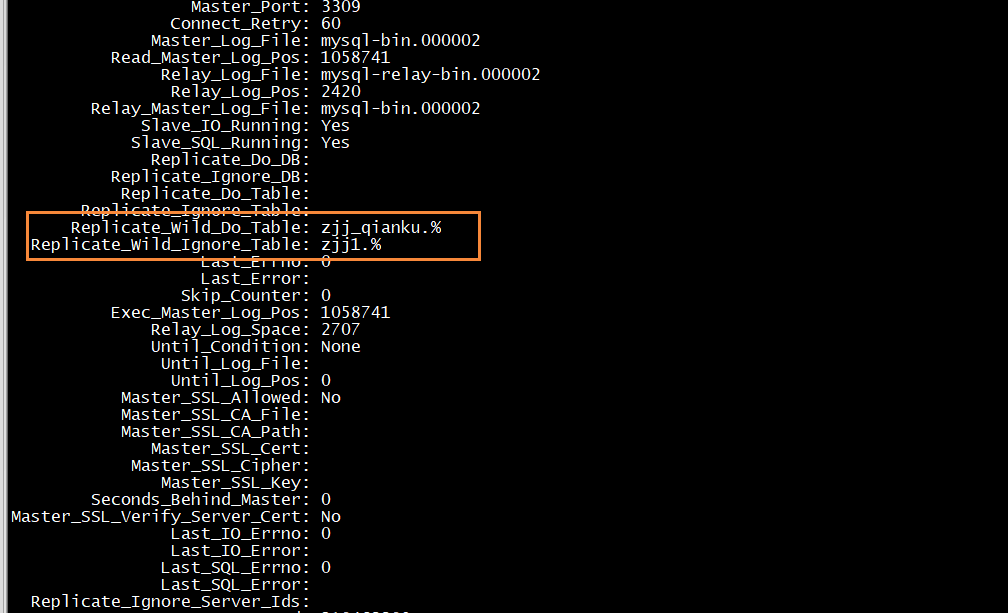 Master_Port: 3309
Connect_Retry: 60
Master_Log_File: mysql-bin.000002
Read_Master_Log_Pos: 1058741
Relay_Log_File: mysql-relay-bin.000002
Relay_Log_Pos: 2420
Relay_Master_Log_File: mysql-bin.000002
Slave_IO_Running: Yes
Slave_SQL_Running: Yes
Replicate_Do_DB:
Replicate_Ignore_DB:
Replicate_Do_Table:
Replicate_Ignore_Table:
Replicate_Wild_Do_Table: zjj_qianku.%
Replicate_Wild_Ignore_Table: zjj1.%
Last_Errno: 0
Last_Error:
Skip_Counter: 0
Exec_Master_Log_Pos: 1058741
Relay_Log_Space: 2707
Until_Condition: None
Until_Log_File:
Until_Log_Pos: 0
Master_SSL_Allowed: No
Master_SSL_CA_File:
Master_SSL_CA_Path:
Master_SSL_Cert:
Master_SSL_Cipher:
Master_SSL_Key:
Seconds_Behind_Master: 0
Master_SSL_Verify_Server_Cert: No
Last_IO_Errno: 0
Last_IO_Error:
Last_SQL_Errno: 0
Last_SQL_Error:
Replicate_Ignore_Server_Ids: